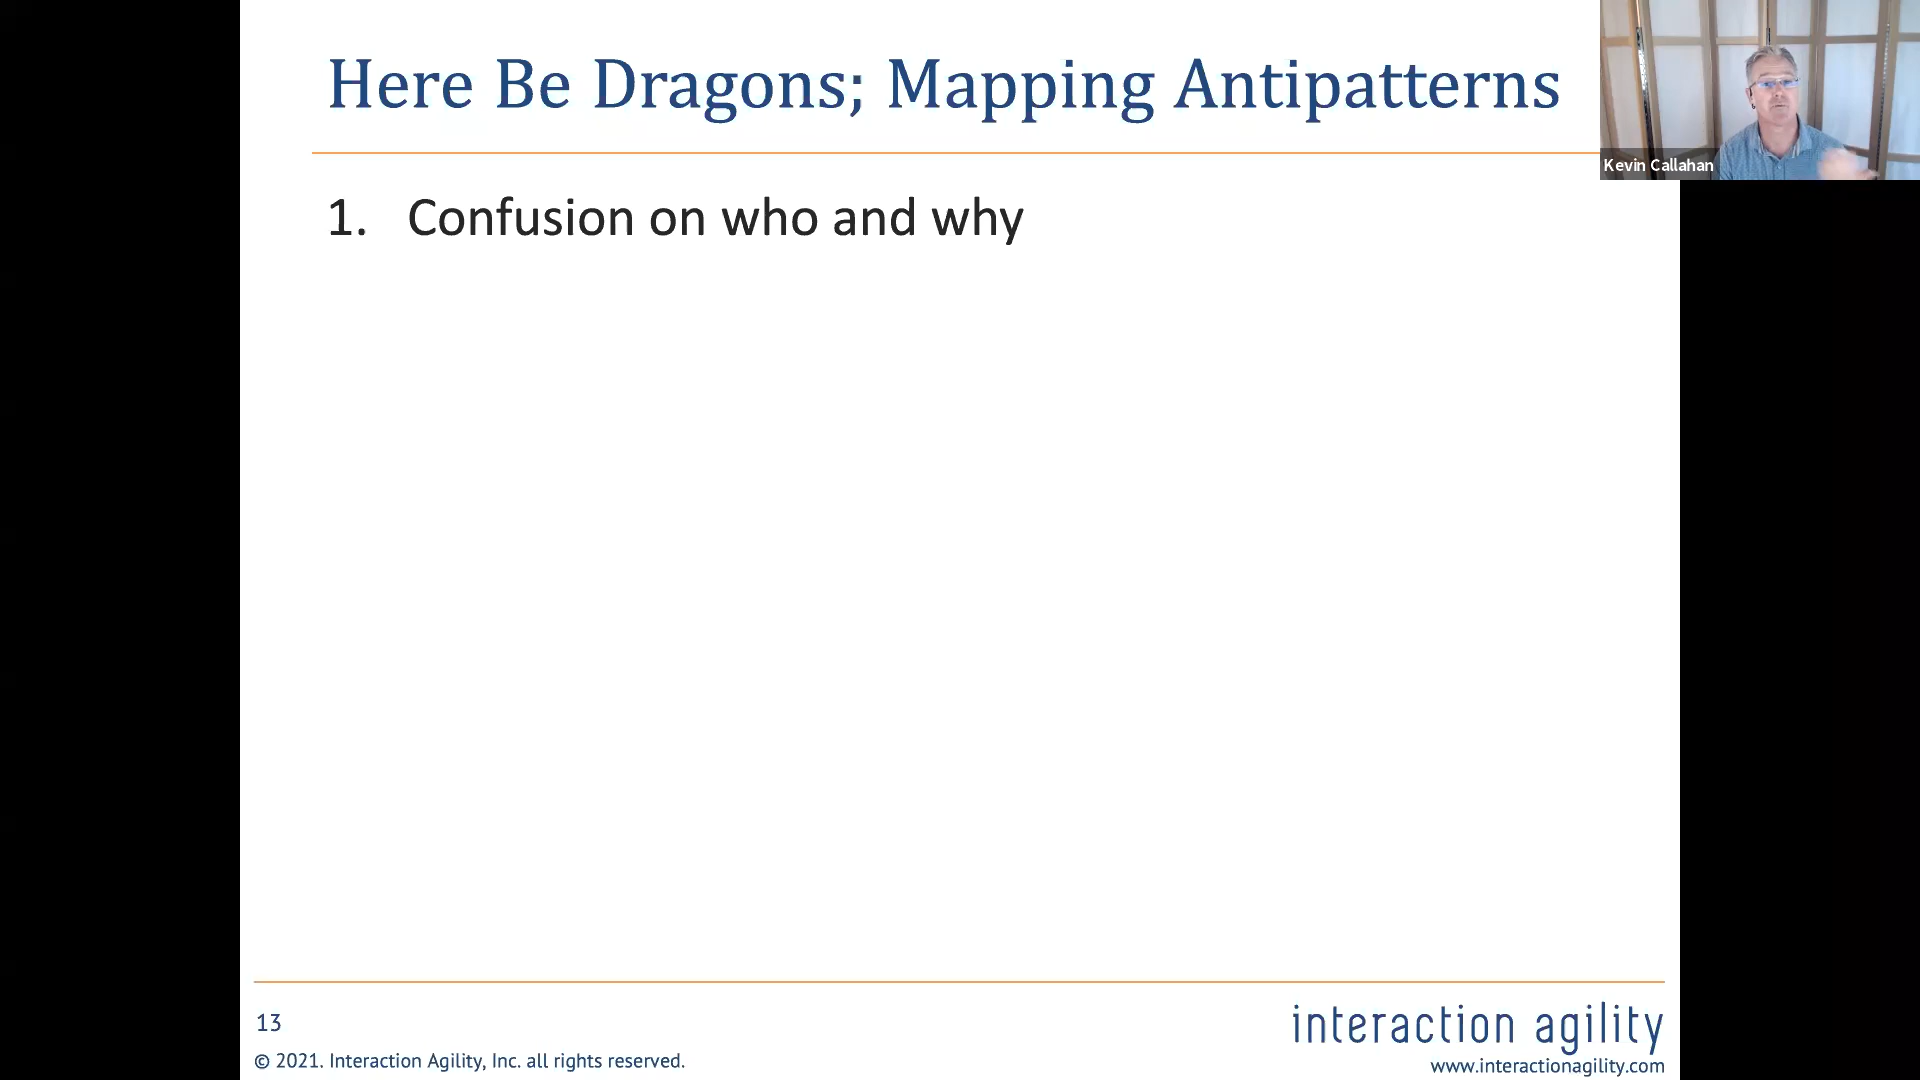 Here Be Dragons; Mapping Antipatterns
Kevin Callahan
1. Confusion on who and why
13
© 2021. Interaction Agility, Inc. all rights reserved.
interaction agility
www.interactionagility.com